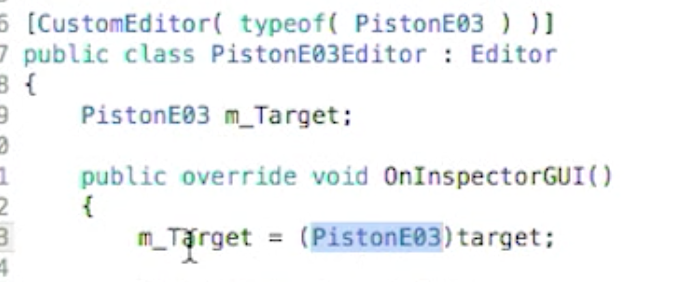 6 [CustomEditor( typeof( PistonE03 ) )]
7 public class PistonE03Editor : Editor
8 {
9     PistonE03 m_Target;
0
1     public override void OnInspectorGUI()
2     {
3         m_Target = (PistonE03)target;
4